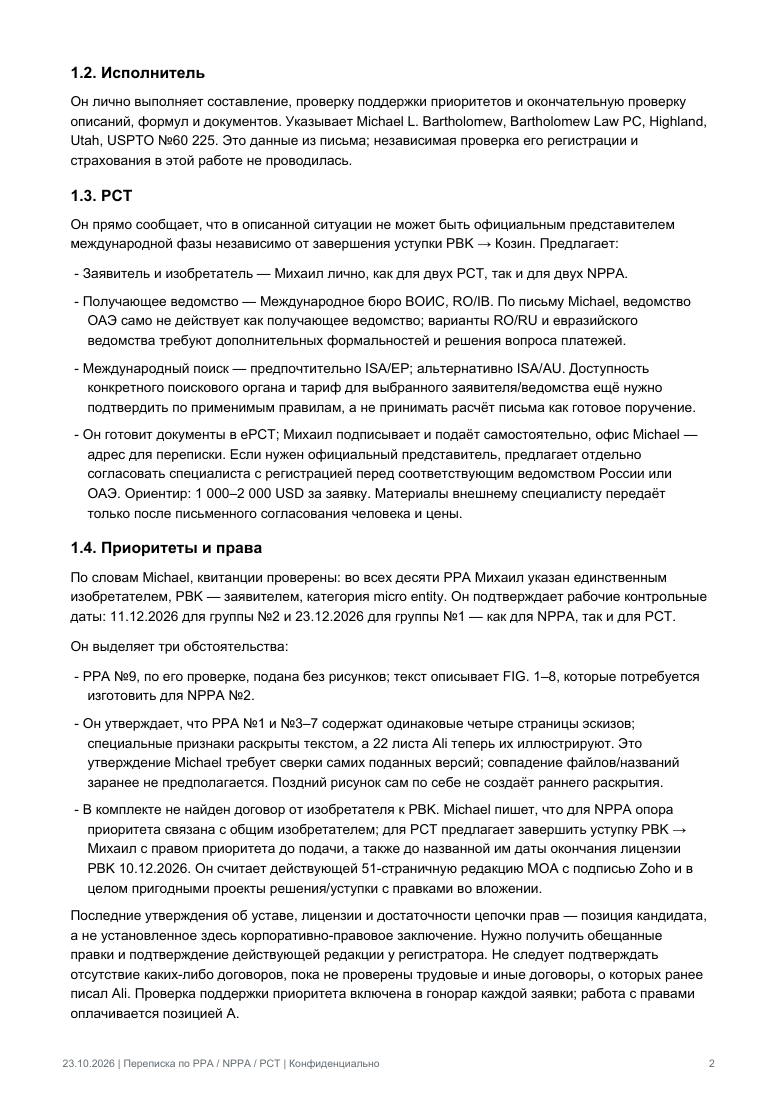 1.2. Исполнитель
Он лично выполняет составление, проверку поддержки приоритетов и окончательную проверку
описаний, формул и документов. Указывает Michael L. Bartholomew, Bartholomew Law PC, Highland,
Utah, USPTO №60 225. Это данные из письма; независимая проверка его регистрации и
страхования в этой работе не проводилась.
1.3. PCT
Он прямо сообщает, что в описанной ситуации не может быть официальным представителем
международной фазы независимо от завершения уступки PBK → Козин. Предлагает:
- Заявитель и изобретатель — Михаил лично, как для двух PCT, так и для двух NPPA.
- Получающее ведомство — Международное бюро ВОИС, RO/IB. По письму Michael, ведомство
ОАЭ само не действует как получающее ведомство; варианты RO/RU и евразийского
ведомства требуют дополнительных формальностей и решения вопроса платежей.
- Международный поиск — предпочтительно ISA/EP; альтернативно ISA/AU. Доступность
конкретного поискового органа и тариф для выбранного заявителя/ведомства ещё нужно
подтвердить по применимым правилам, а не принимать расчёт письма как готовое поручение.
- Он готовит документы в ePCT; Михаил подписывает и подаёт самостоятельно, офис Michael —
адрес для переписки. Если нужен официальный представитель, предлагает отдельно
согласовать специалиста с регистрацией перед соответствующим ведомством России или
ОАЭ. Ориентир: 1 000–2 000 USD за заявку. Материалы внешнему специалисту передаёт
только после письменного согласования человека и цены.
1.4. Приоритеты и права
По словам Michael, квитанции проверены: во всех десяти PPA Михаил указан единственным
изобретателем, PBK — заявителем, категория micro entity. Он подтверждает рабочие контрольные
даты: 11.12.2026 для группы №2 и 23.12.2026 для группы №1 — как для NPPA, так и для PCT.
Он выделяет три обстоятельства:
- PPA №9, по его проверке, подана без рисунков; текст описывает FIG. 1–8, которые потребуется
изготовить для NPPA №2.
- Он утверждает, что PPA №1 и №3–7 содержат одинаковые четыре страницы эскизов;
специальные признаки раскрыты текстом, а 22 листа Ali теперь их иллюстрируют. Это
утверждение Michael требует сверки самих поданных версий; совпадение файлов/названий
заранее не предполагается. Поздний рисунок сам по себе не создаёт раннего раскрытия.
- В комплекте не найден договор от изобретателя к PBK. Michael пишет, что для NPPA опора
приоритета связана с общим изобретателем; для PCT предлагает завершить уступку PBK →
Михаил с правом приоритета до подачи, а также до названной им даты окончания лицензии
PBK 10.12.2026. Он считает действующей 51-страничную редакцию MOA с подписью Zoho и в
целом пригодными проекты решения/уступки с правками во вложении.
Последние утверждения об уставе, лицензии и достаточности цепочки прав — позиция кандидата,
а не установленное здесь корпоративно-правовое заключение. Нужно получить обещанные
правки и подтверждение действующей редакции у регистратора. Не следует подтверждать
отсутствие каких-либо договоров, пока не проверены трудовые и иные договоры, о которых ранее
писал Ali. Проверка поддержки приоритета включена в гонорар каждой заявки; работа с правами
оплачивается позицией A.
23.10.2026 | Переписка по PPA / NPPA / PCT | Конфиденциально
2